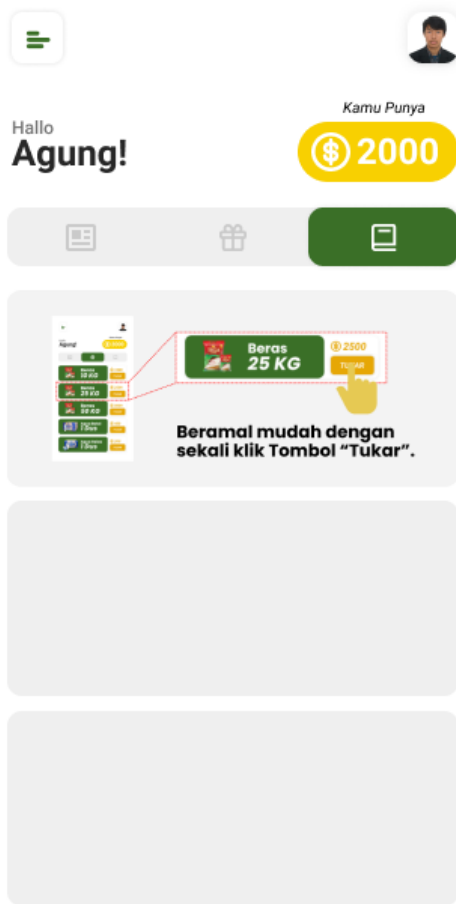 Kamu Punya
Hallo
Agung!
2000
Beras
25 KG
2500
TUKAR
Beramal mudah dengan
sekali klik Tombol “Tukar”.